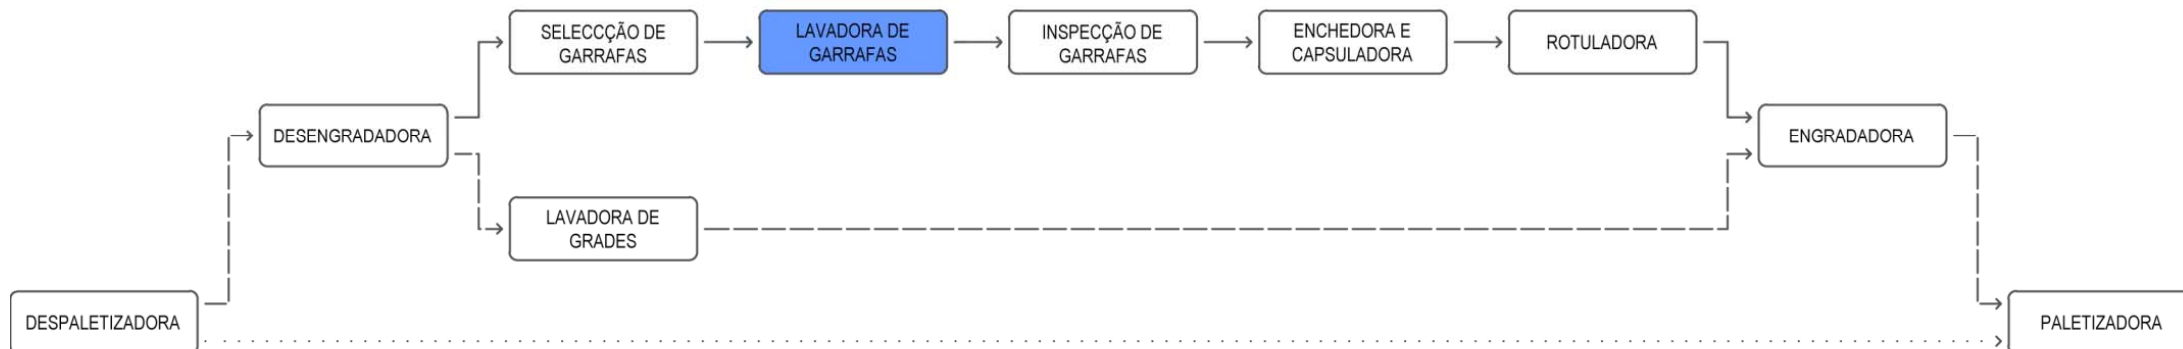 SELECCÇÃO DE
GARRAFAS
LAVADORA DE
GARRAFAS
INSPECÇÃO DE
GARRAFAS
ENCHEDORA E
CAPSULADORA
ROTULADORA
DESENGRADADORA
ENGRADADORA
LAVADORA DE
GRADES
DESPALETIZADORA
PALETIZADORA